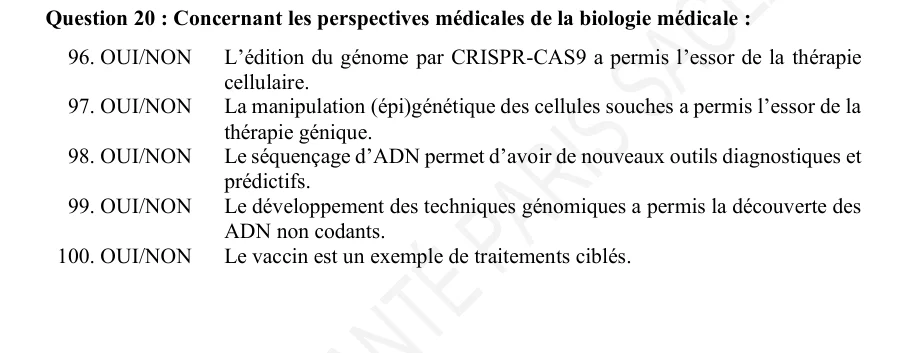 Question 20 : Concernant les perspectives médicales de la biologie médicale :
96. OUI/NON L'édition du génome par CRISPR-CAS9 a permis l'essor de la thérapie
cellulaire.
97. OUI/NON La manipulation (épi)génétique des cellules souches a permis l'essor de la
thérapie génique.
98. OUI/NON Le séquençage d'ADN permet d'avoir de nouveaux outils diagnostiques et
prédictifs.
99. OUI/NON Le développement des techniques génomiques a permis la découverte des
ADN non codants.
100. OUI/NON Le vaccin est un exemple de traitements ciblés.